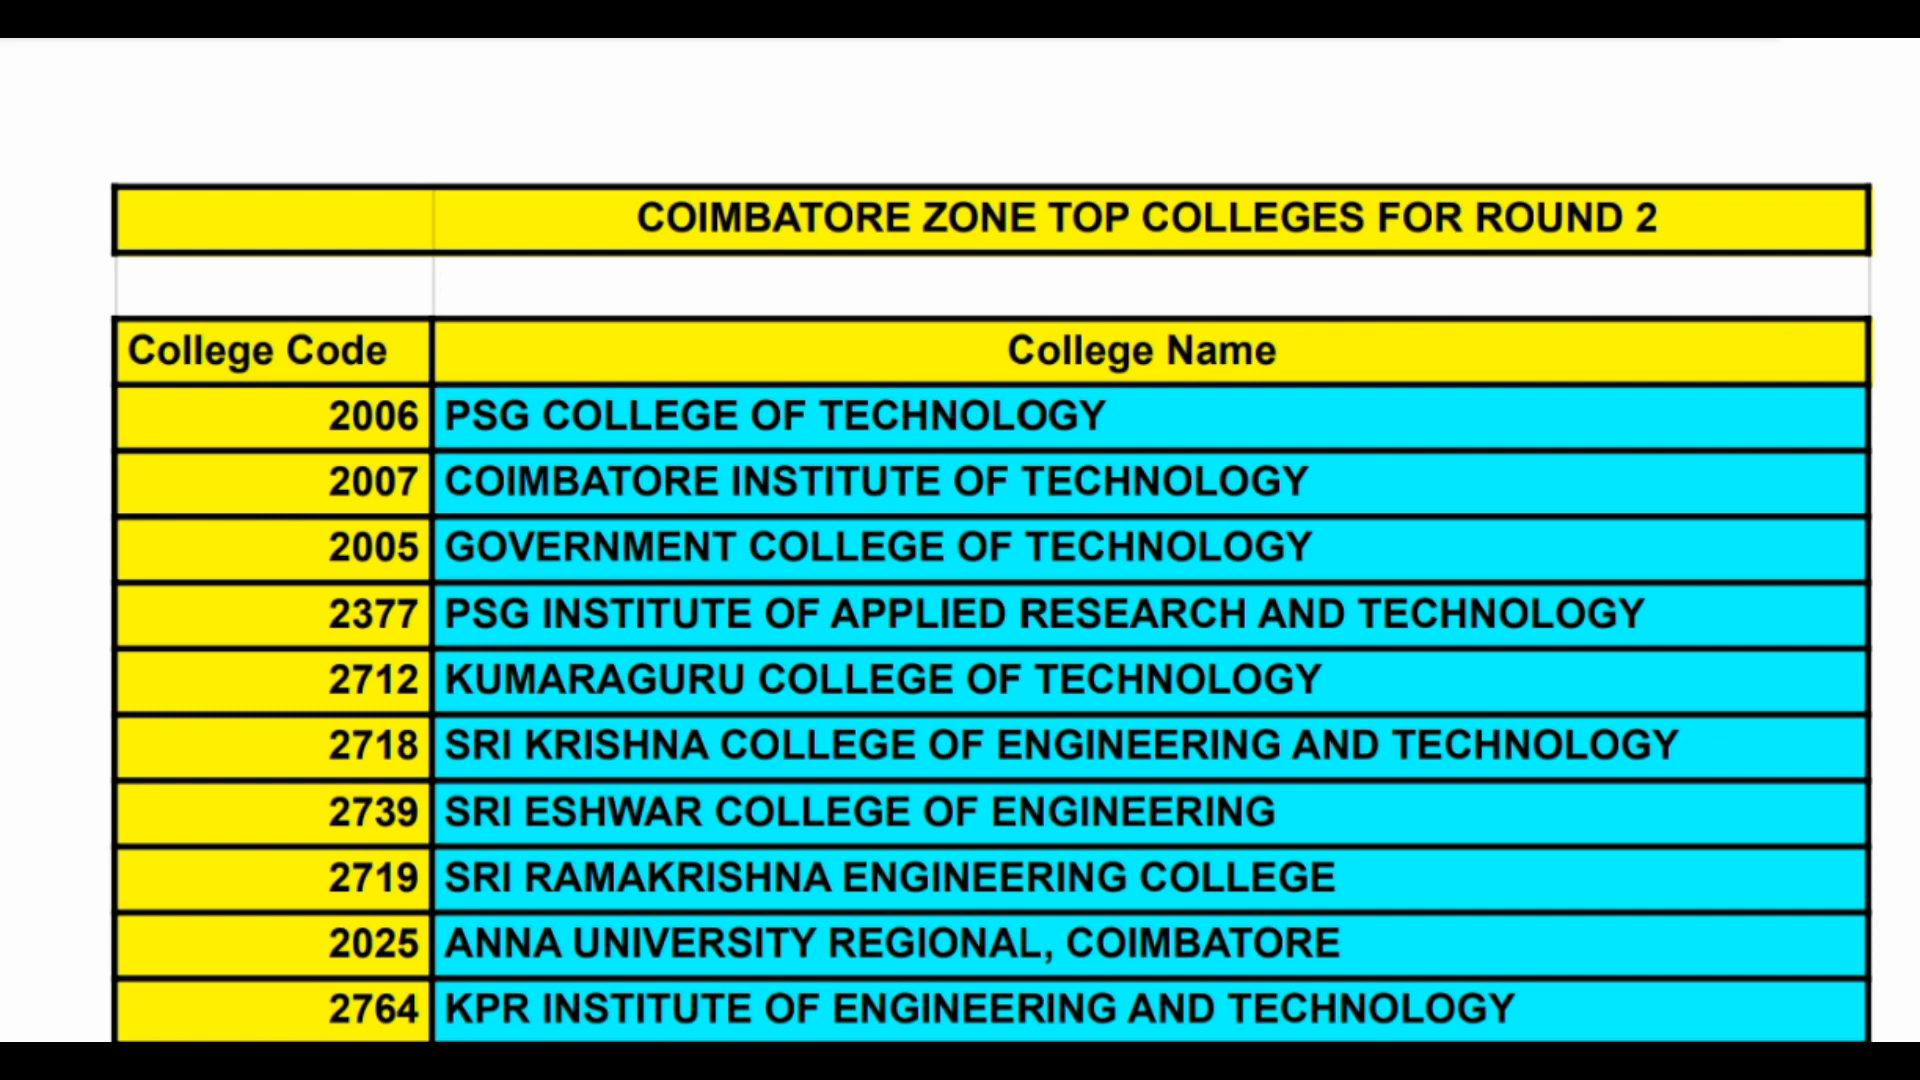 COIMBATORE ZONE TOP COLLEGES FOR ROUND 2
College Code College Name
2006 PSG COLLEGE OF TECHNOLOGY
2007 COIMBATORE INSTITUTE OF TECHNOLOGY
2005 GOVERNMENT COLLEGE OF TECHNOLOGY
2377 PSG INSTITUTE OF APPLIED RESEARCH AND TECHNOLOGY
2712 KUMARAGURU COLLEGE OF TECHNOLOGY
2718 SRI KRISHNA COLLEGE OF ENGINEERING AND TECHNOLOGY
2739 SRI ESHWAR COLLEGE OF ENGINEERING
2719 SRI RAMAKRISHNA ENGINEERING COLLEGE
2025 ANNA UNIVERSITY REGIONAL, COIMBATORE
2764 KPR INSTITUTE OF ENGINEERING AND TECHNOLOGY